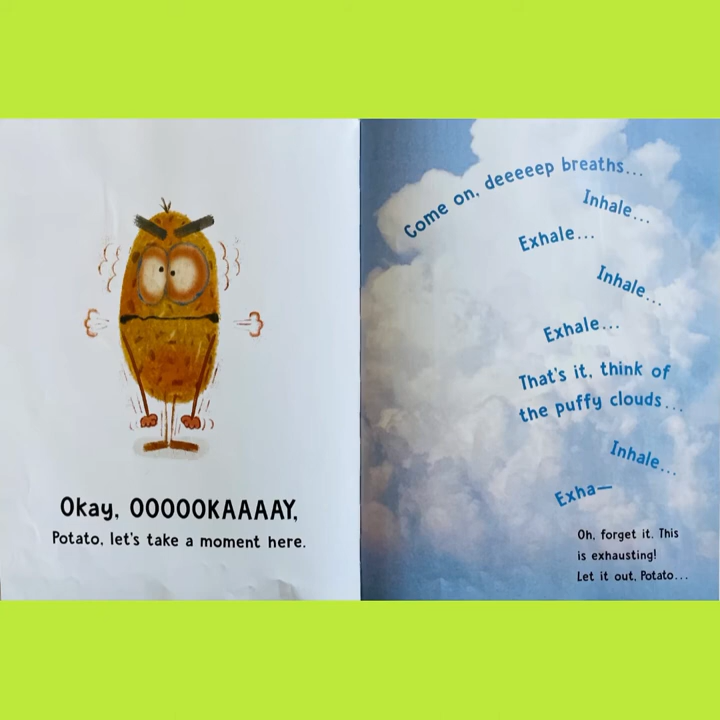 Okay, OOOOOKAAAAY,
Potato, let's take a moment here.
Come on, deeeeep breaths...
Inhale...
Exhale...
Inhale...
Exhale...
That's it, think of
the puffy clouds...
Inhale...
Exha—
Oh, forget it. This
is exhausting!
Let it out, Potato...